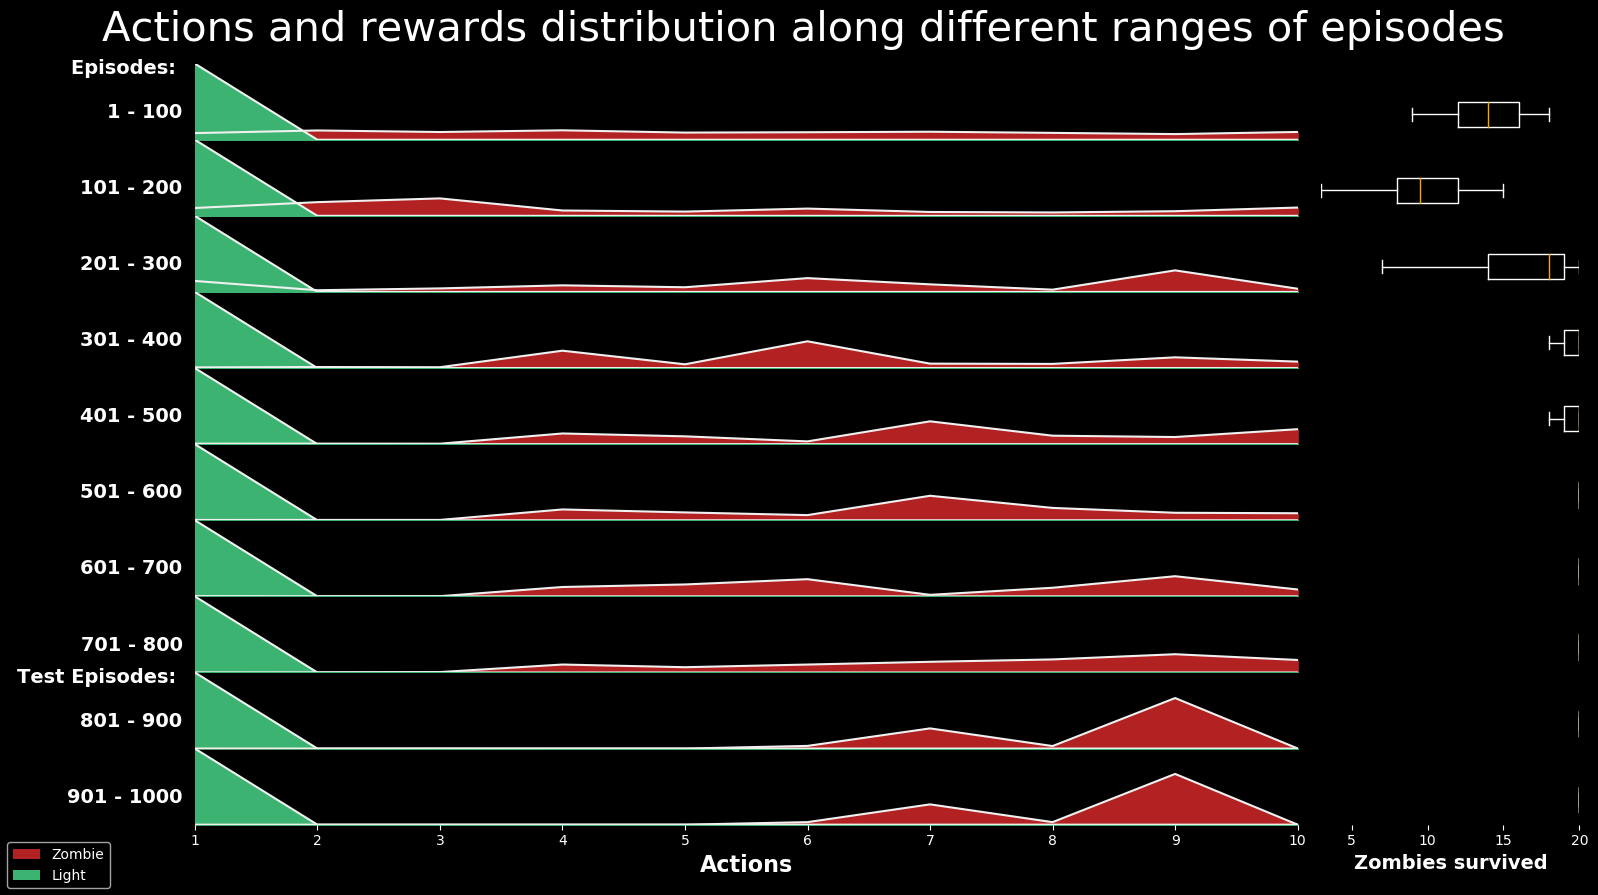 Actions and rewards distribution along different ranges of episodes
Episodes:
1 - 100
101 - 200
201 - 300
301 - 400
401 - 500
501 - 600
601 - 700
701 - 800
Test Episodes:
801 - 900
901 - 1000
1 2 3 4 5 6 7 8 9 10 5 10 15 20
Actions
Zombies survived
Zombie
Light